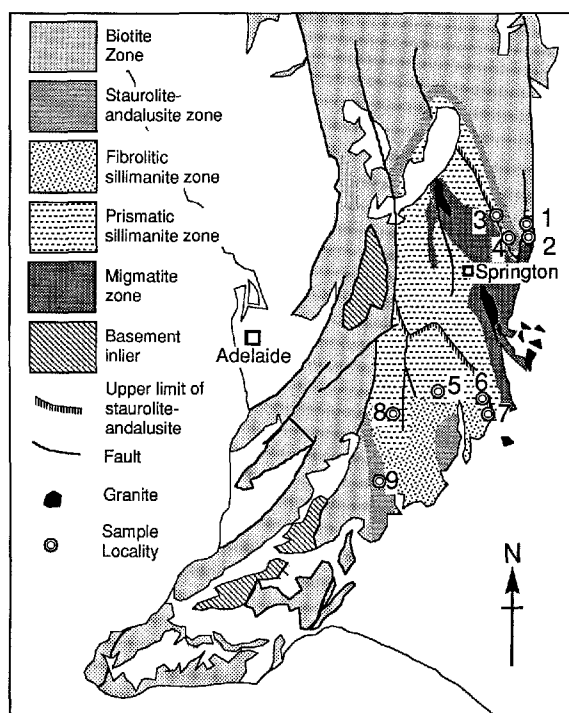 Biotite
Zone
Staurolite-
andalusite zone
Fibrolitic
sillimanite zone
Prismatic
sillimanite zone
Migmatite
zone
Basement
inlier
Upper limit of
staurolite-
andalusite
Fault
Granite
Sample
Locality
Adelaide
Springton
1
2
3
4
5
6
7
8
9
N